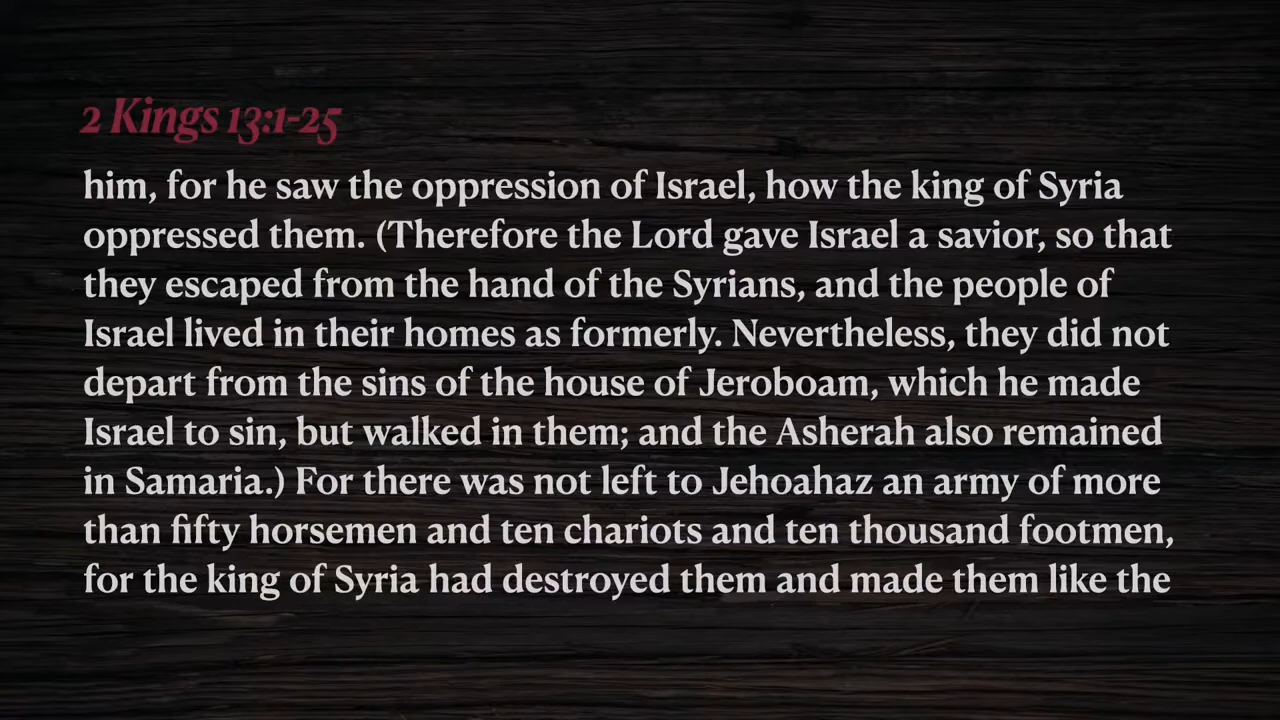 2 Kings 13:1-25
him, for he saw the oppression of Israel, how the king of Syria
oppressed them. (Therefore the Lord gave Israel a savior, so that
they escaped from the hand of the Syrians, and the people of
Israel lived in their homes as formerly. Nevertheless, they did not
depart from the sins of the house of Jeroboam, which he made
Israel to sin, but walked in them; and the Asherah also remained
in Samaria.) For there was not left to Jehoahaz an army of more
than fifty horsemen and ten chariots and ten thousand footmen,
for the king of Syria had destroyed them and made them like the